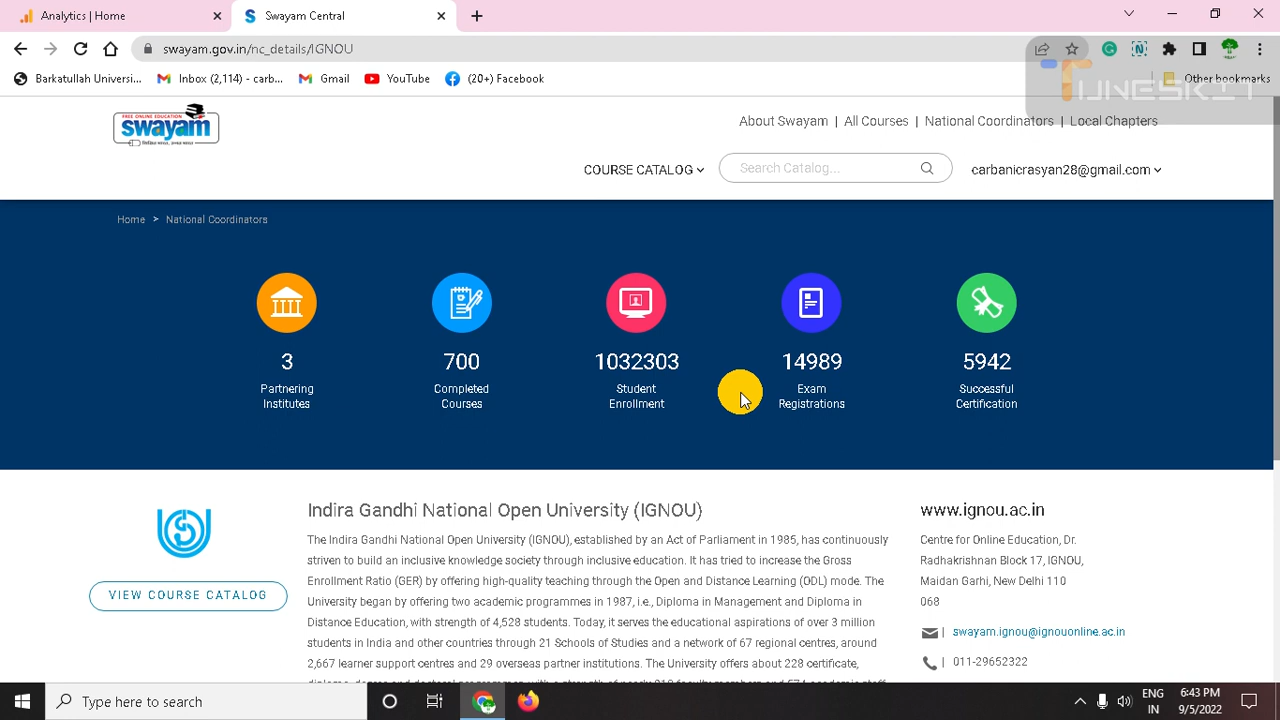 Analytics | Home
Swayam Central
swayam.gov.in/nc_details/IGNOU
Barkatullah Universi...
Inbox (2,114) - carb...
Gmail
YouTube
(20+) Facebook
Other bookmarks
TUNESKIT
FREE ONLINE EDUCATION
swayam
About Swayam | All Courses | National Coordinators | Local Chapters
COURSE CATALOG
Search Catalog...
carbanicrasyan28@gmail.com
Home > National Coordinators
3
Partnering
Institutes
700
Completed
Courses
1032303
Student
Enrollment
14989
Exam
Registrations
5942
Successful
Certification
VIEW COURSE CATALOG
Indira Gandhi National Open University (IGNOU)
The Indira Gandhi National Open University (IGNOU), established by an Act of Parliament in 1985, has continuously
striven to build an inclusive knowledge society through inclusive education. It has tried to increase the Gross
Enrollment Ratio (GER) by offering high-quality teaching through the Open and Distance Learning (ODL) mode. The
University began by offering two academic programmes in 1987, i.e., Diploma in Management and Diploma in
Distance Education, with strength of 4,528 students. Today, it serves the educational aspirations of over 3 million
students in India and other countries through 21 Schools of Studies and a network of 67 regional centres, around
2,667 learner support centres and 29 overseas partner institutions. The University offers about 228 certificate,
www.ignou.ac.in
Centre for Online Education, Dr.
Radhakrishnan Block 17, IGNOU,
Maidan Garhi, New Delhi 110
068
| swayam.ignou@ignouonline.ac.in
| 011-29652322
Type here to search
ENG
IN
6:43 PM
9/5/2022